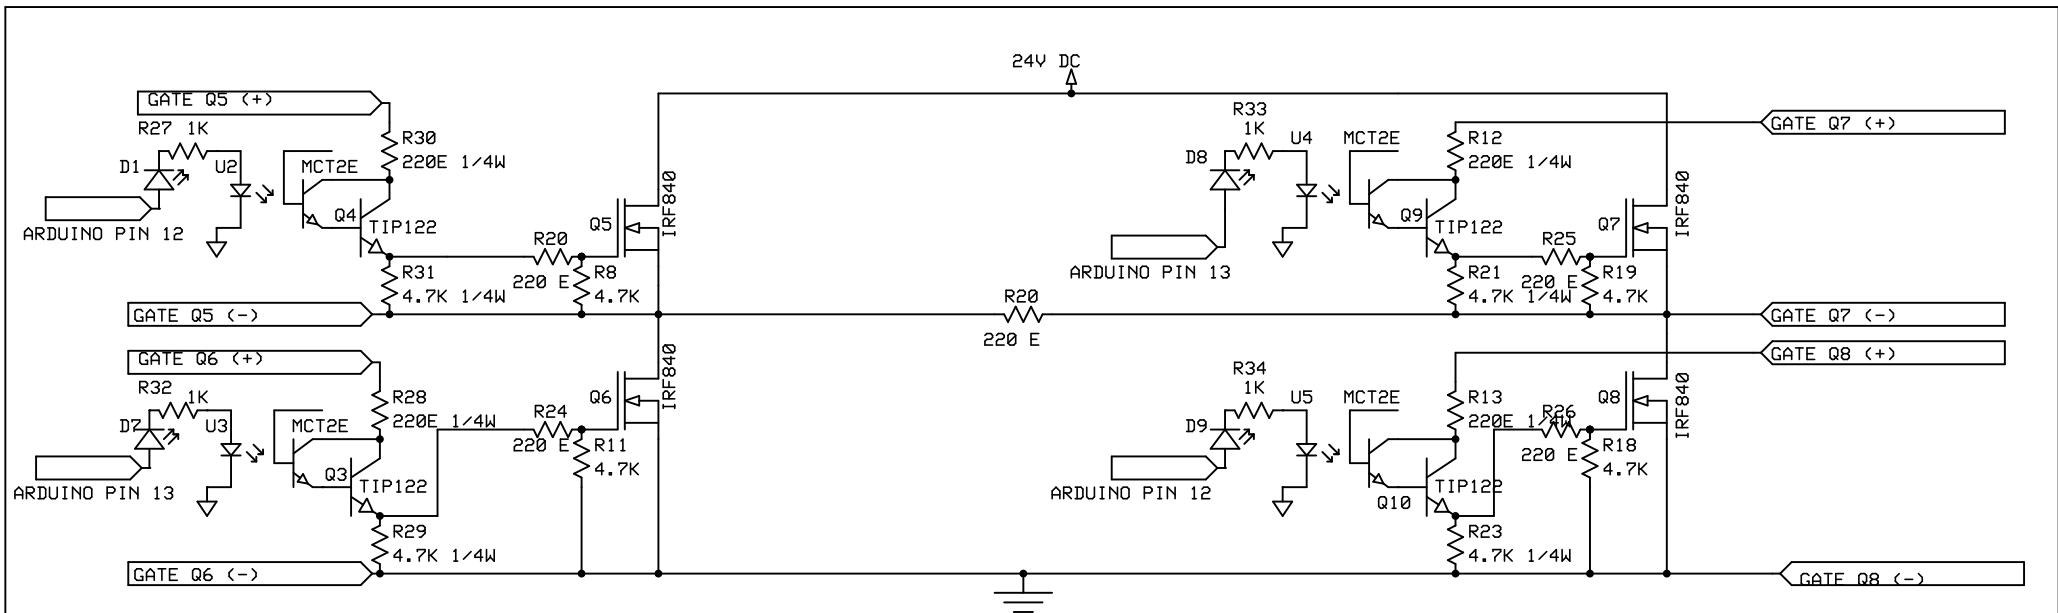 24V DC
GATE Q5 (+)
R27 1K
D1
U2
MCT2E
R30
220E 1/4W
Q4
TIP122
ARDUINO PIN 12
R31
4.7K 1/4W
R20
220 E
R8
4.7K
Q5
IRF840
GATE Q5 (-)
R33
1K
D8
U4
MCT2E
R12
220E 1/4W
GATE Q7 (+)
Q9
TIP122
ARDUINO PIN 13
R21
4.7K 1/4W
R25
220 E
R19
4.7K
Q7
IRF840
GATE Q7 (-)
R20
220 E
GATE Q6 (+)
R32
1K
D7
U3
MCT2E
R28
220E 1/4W
Q3
TIP122
ARDUINO PIN 13
R29
4.7K 1/4W
R24
220 E
R11
4.7K
Q6
IRF840
GATE Q6 (-)
GATE Q8 (+)
R34
1K
D9
U5
MCT2E
R13
220E 1/4W
Q10
TIP122
ARDUINO PIN 12
R23
4.7K 1/4W
R26
220 E
R18
4.7K
Q8
IRF840
GATE Q8 (-)